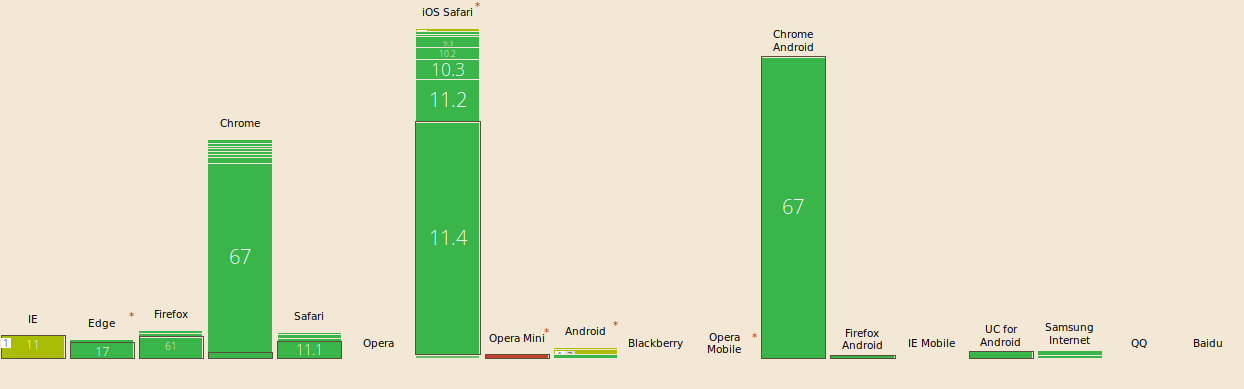 iOS Safari *
9.3
10.2
10.3
11.2
11.4
Chrome
Android
67
Chrome
67
IE
1
11
Edge *
17
Firefox
61
Safari
11.1
Opera
Opera Mini *
Android *
Blackberry
Opera
Mobile *
Firefox
Android
IE Mobile
UC for
Android
Samsung
Internet
QQ
Baidu